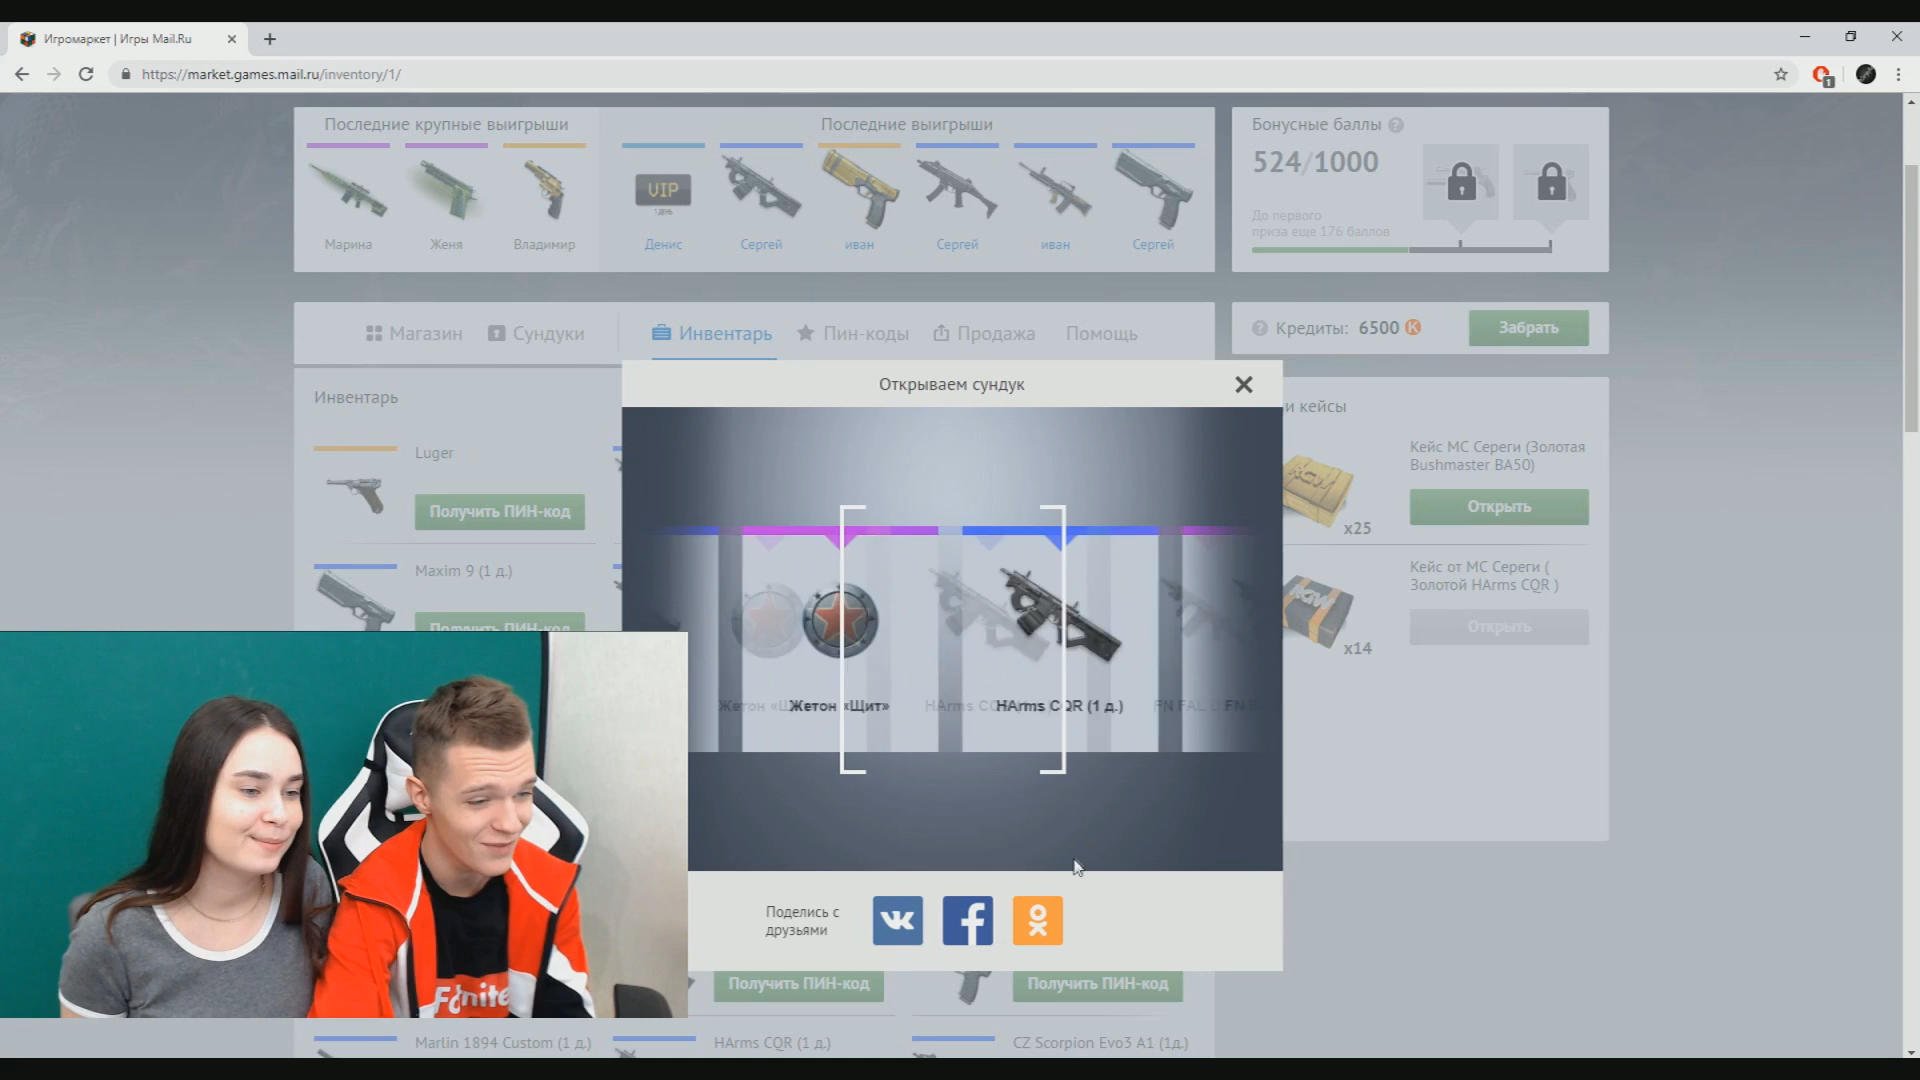 Игромаркет | Игры Mail.Ru
https://market.games.mail.ru/inventory/1/
Последние крупные выигрыши
Последние выигрыши
Бонусные баллы
524/1000
VIP
1 ДЕНЬ
До первого
приза еще 176 баллов
Марина
Женя
Владимир
Денис
Сергей
иван
Сергей
иван
Сергей
Магазин
Сундуки
Инвентарь
Пин-коды
Продажа
Помощь
Кредиты: 6500 К
Забрать
Открываем сундук
Инвентарь
и кейсы
Luger
Получить ПИН-код
Кейс МС Сереги (Золотая
Bushmaster BA50)
Открыть
x25
Maxim 9 (1 д.)
Получить ПИН-код
Кейс от МС Сереги (
Золотой HArms CQR )
Открыть
x14
Жетон «Щит»
HArms CQR (1 д.)
Поделись с
друзьями
Получить ПИН-код
Получить ПИН-код
Marlin 1894 Custom (1 д.)
HArms CQR (1 д.)
CZ Scorpion Evo3 A1 (1д.)